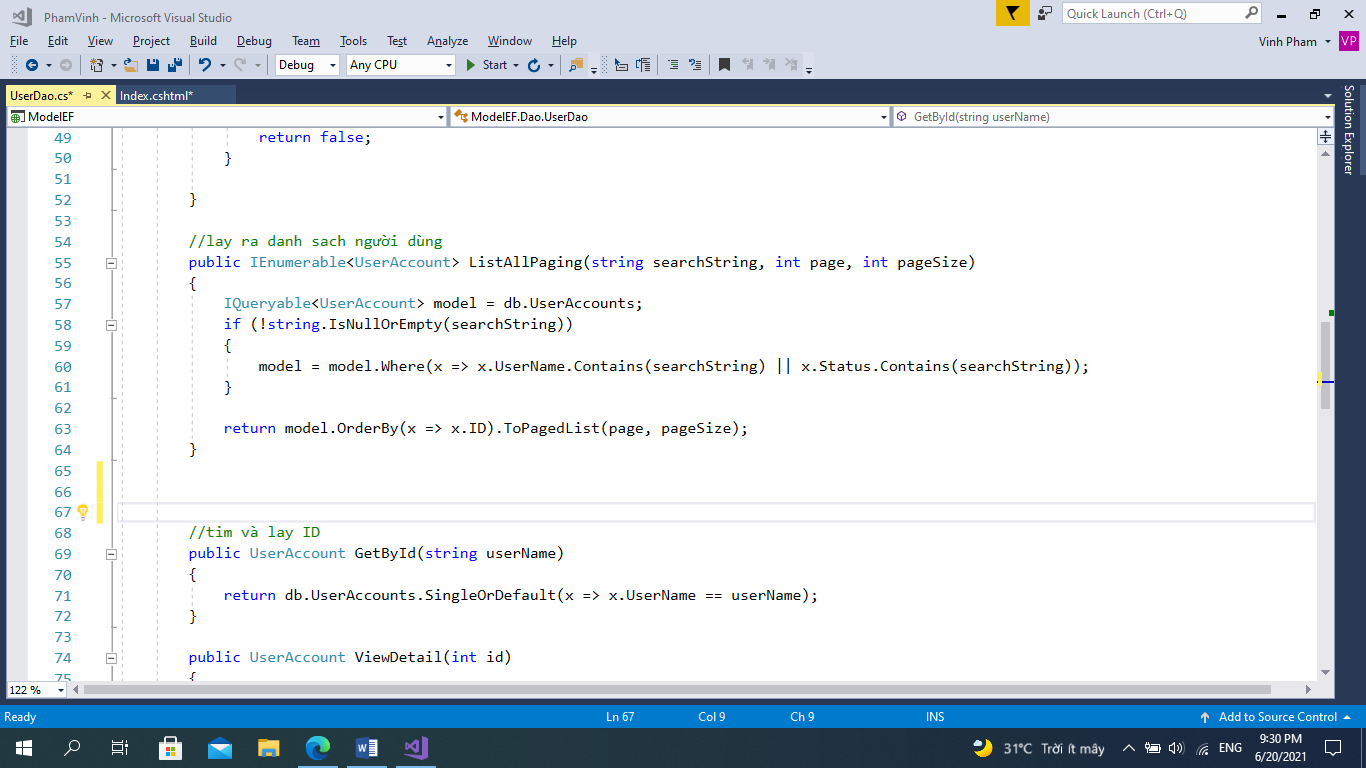 PhamVinh - Microsoft Visual Studio
Quick Launch (Ctrl+Q)
File Edit View Project Build Debug Team Tools Test Analyze Window Help
Vinh Pham VP
Debug Any CPU Start
UserDao.cs* Index.cshtml*
ModelEF ModelEF.Dao.UserDao GetById(string userName)
Solution Explorer
49 return false;
50 }
51
52 }
53
54 //lay ra danh sach người dùng
55 public IEnumerable<UserAccount> ListAllPaging(string searchString, int page, int pageSize)
56 {
57 IQueryable<UserAccount> model = db.UserAccounts;
58 if (!string.IsNullOrEmpty(searchString))
59 {
60 model = model.Where(x => x.UserName.Contains(searchString) || x.Status.Contains(searchString));
61 }
62
63 return model.OrderBy(x => x.ID).ToPagedList(page, pageSize);
64 }
65
66
67
68 //tim và lay ID
69 public UserAccount GetById(string userName)
70 {
71 return db.UserAccounts.SingleOrDefault(x => x.UserName == userName);
72 }
73
74 public UserAccount ViewDetail(int id)
75 {
122 %
Ready Ln 67 Col 9 Ch 9 INS Add to Source Control
31°C Trời ít mây ENG 9:30 PM
6/20/2021